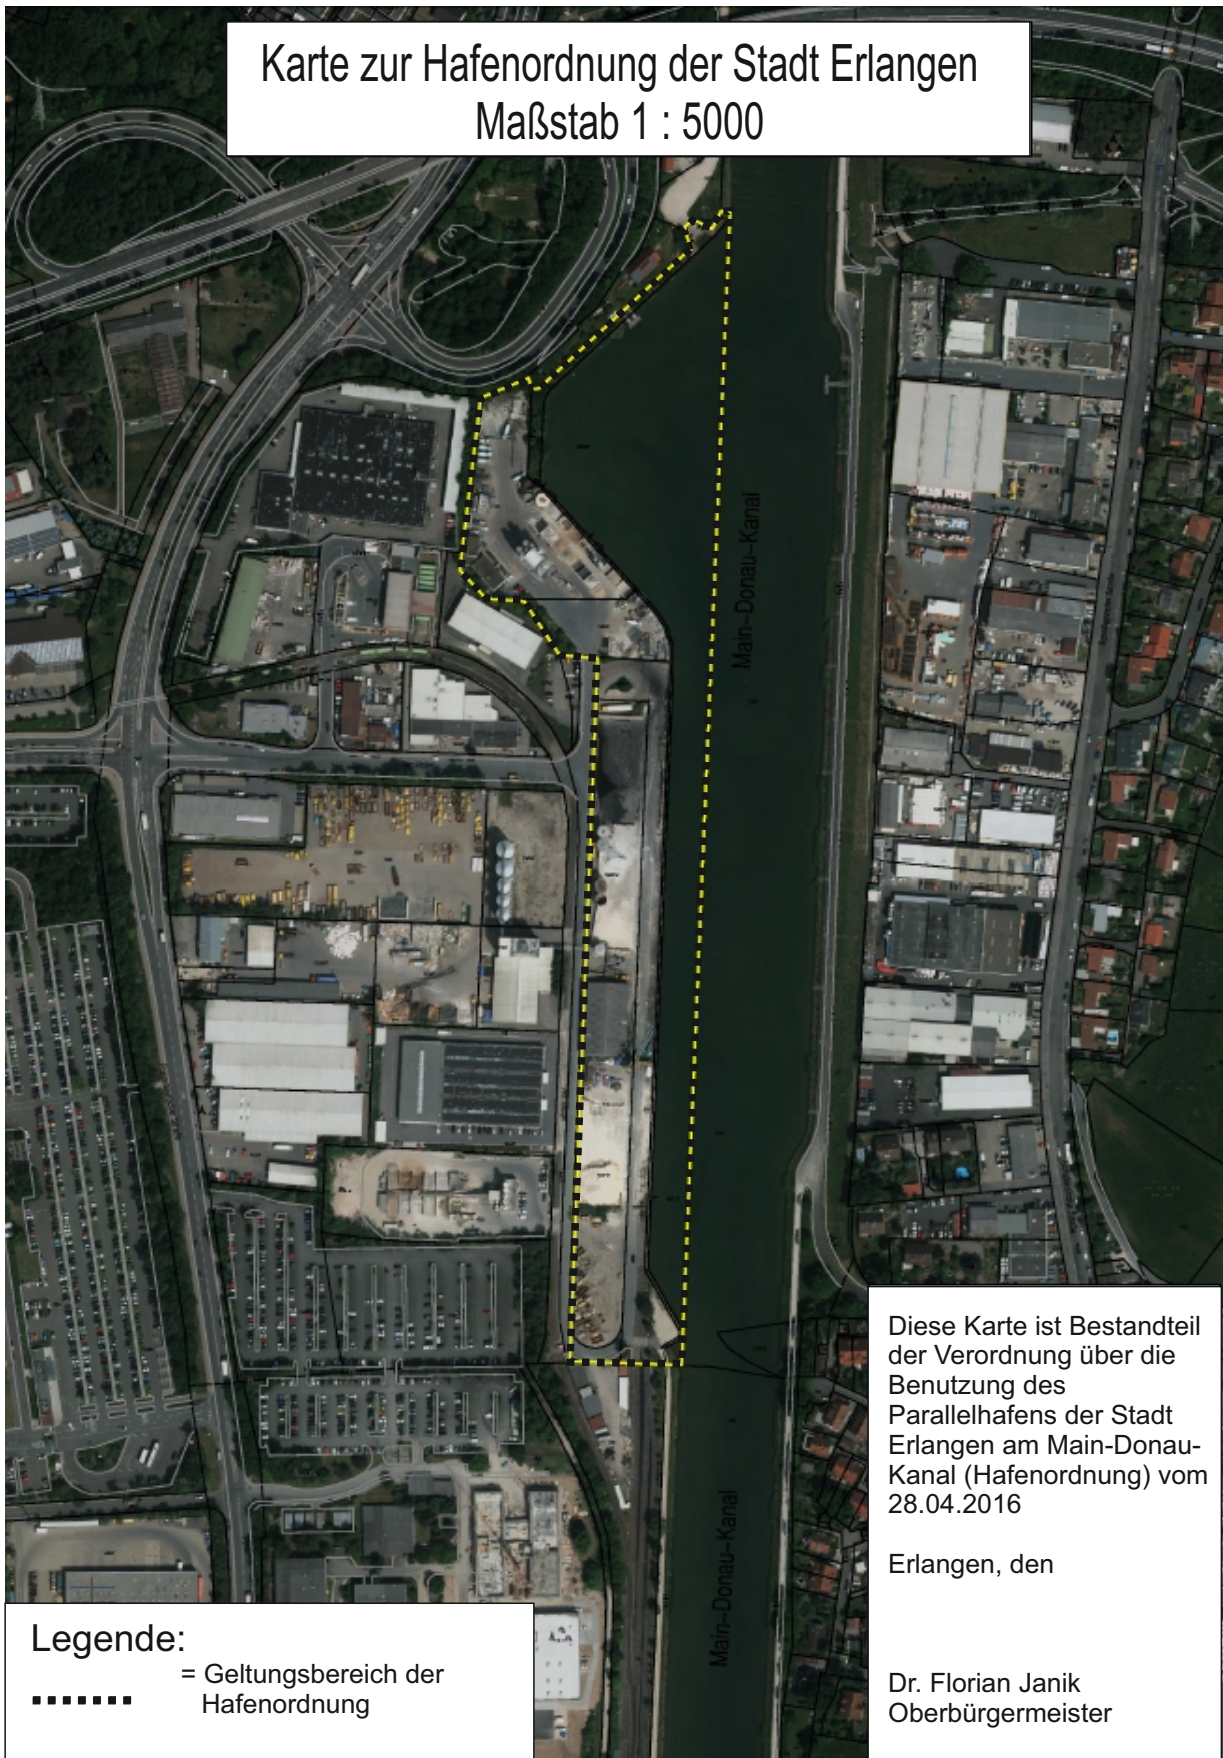 Karte zur Hafenordnung der Stadt Erlangen
Maßstab 1 : 5000
Main-Donau-Kanal
Main-Donau-Kanal
Diese Karte ist Bestandteil
der Verordnung über die
Benutzung des
Parallelhafens der Stadt
Erlangen am Main-Donau-
Kanal (Hafenordnung) vom
28.04.2016
Erlangen, den
Dr. Florian Janik
Oberbürgermeister
Legende:
= Geltungsbereich der
Hafenordnung